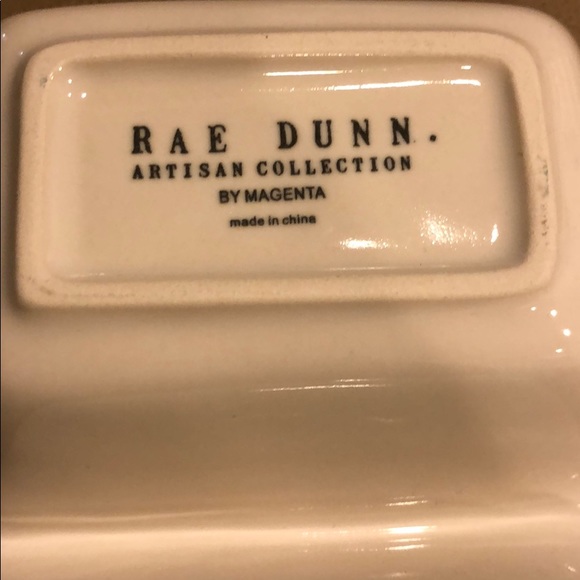 RAE DUNN.
ARTISAN COLLECTION
BY MAGENTA
made in china